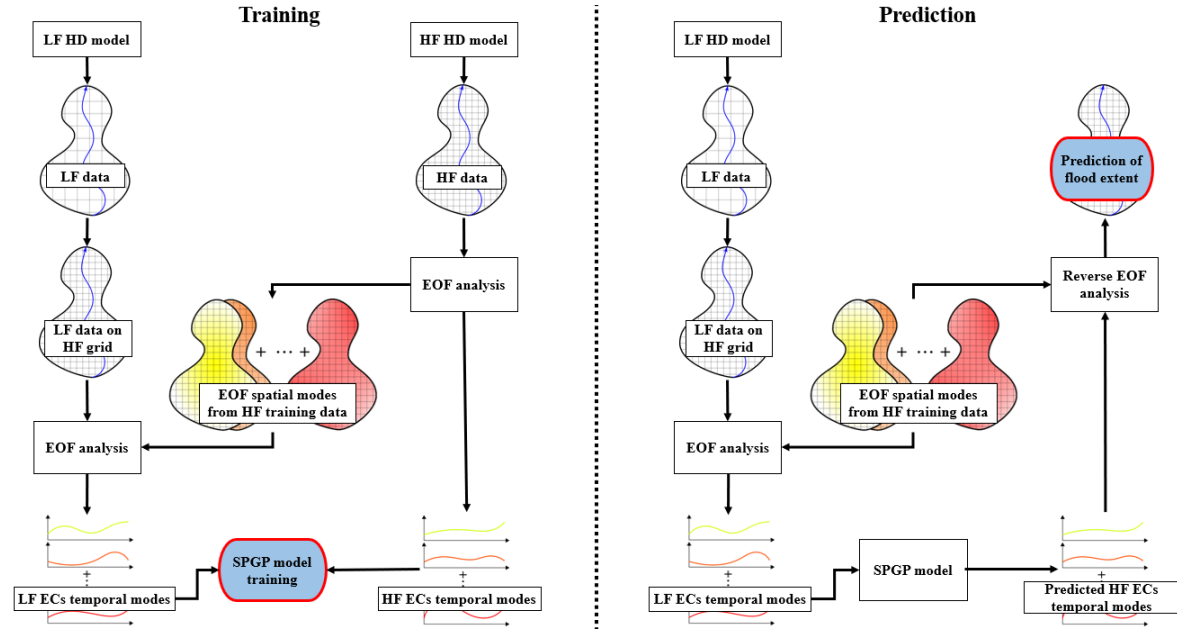 Training
LF HD model
HF HD model
LF data
HF data
EOF analysis
LF data on
HF grid
+ ... +
EOF spatial modes
from HF training data
EOF analysis
SPGP model
training
+
...
LF ECs temporal modes
+
...
HF ECs temporal modes
Prediction
LF HD model
Prediction of
flood extent
LF data
Reverse EOF
analysis
LF data on
HF grid
+ ... +
EOF spatial modes
from HF training data
EOF analysis
SPGP model
+
...
LF ECs temporal modes
+
Predicted HF ECs
temporal modes